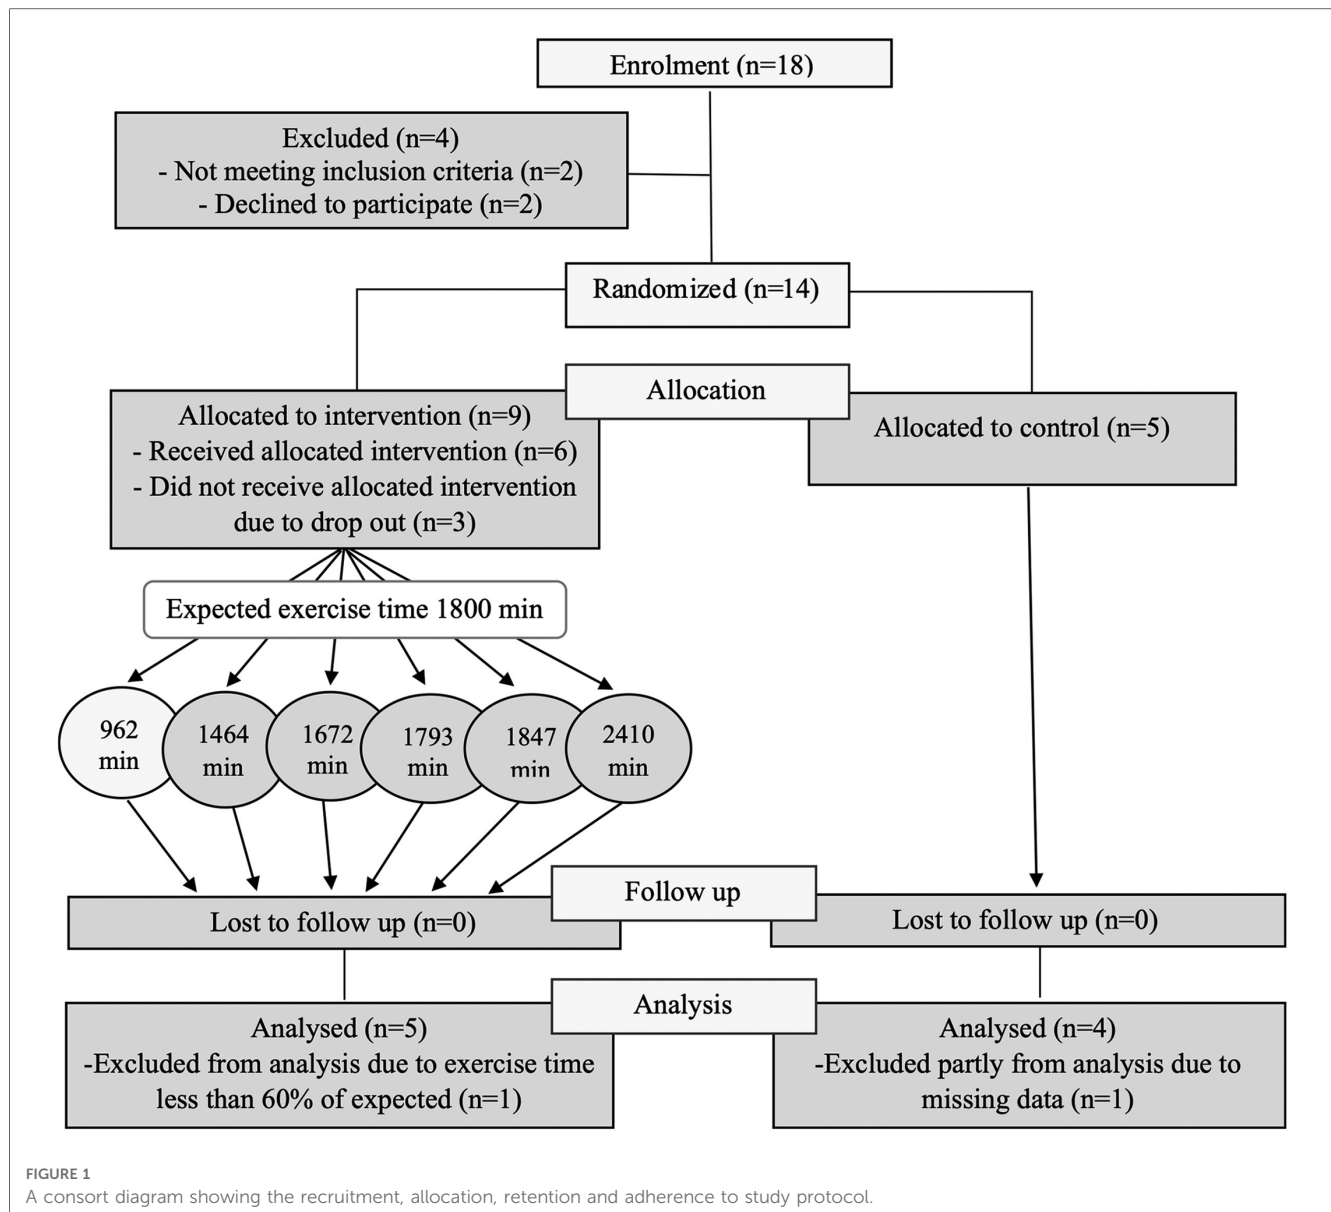 Enrolment (n=18)
Excluded (n=4)
- Not meeting inclusion criteria (n=2)
- Declined to participate (n=2)
Randomized (n=14)
Allocation
Allocated to intervention (n=9)
- Received allocated intervention (n=6)
- Did not receive allocated intervention
due to drop out (n=3)
Allocated to control (n=5)
Expected exercise time 1800 min
962
min
1464
min
1672
min
1793
min
1847
min
2410
min
Follow up
Lost to follow up (n=0)
Lost to follow up (n=0)
Analysis
Analysed (n=5)
-Excluded from analysis due to exercise time
less than 60% of expected (n=1)
Analysed (n=4)
-Excluded partly from analysis due to
missing data (n=1)
FIGURE 1
A consort diagram showing the recruitment, allocation, retention and adherence to study protocol.